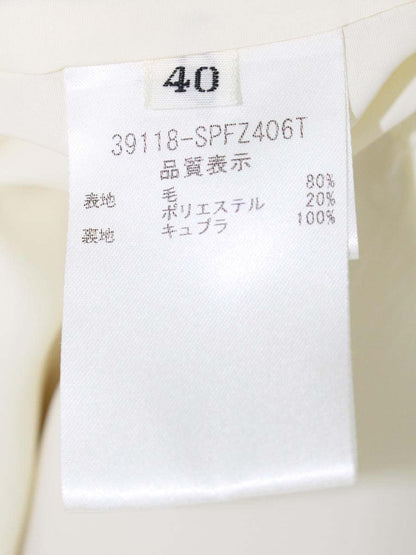 40
39118-SPFZ406T
品質表示
表地 毛 80%
ポリエステル 20%
裏地 キュプラ 100%